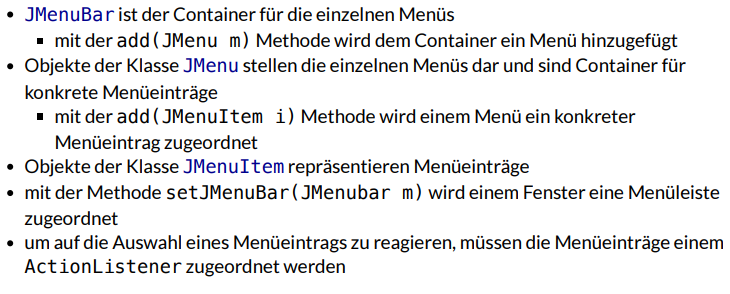 • JMenuBar ist der Container für die einzelnen Menüs
▪ mit der add(JMenu m) Methode wird dem Container ein Menü hinzugefügt
• Objekte der Klasse JMenu stellen die einzelnen Menüs dar und sind Container für
konkrete Menüeinträge
▪ mit der add(JMenuItem i) Methode wird einem Menü ein konkreter
Menüeintrag zugeordnet
• Objekte der Klasse JMenuItem repräsentieren Menüeinträge
• mit der Methode setJMenuBar(JMenubar m) wird einem Fenster eine Menüleiste
zugeordnet
• um auf die Auswahl eines Menüeintrags zu reagieren, müssen die Menüeinträge einem
ActionListener zugeordnet werden